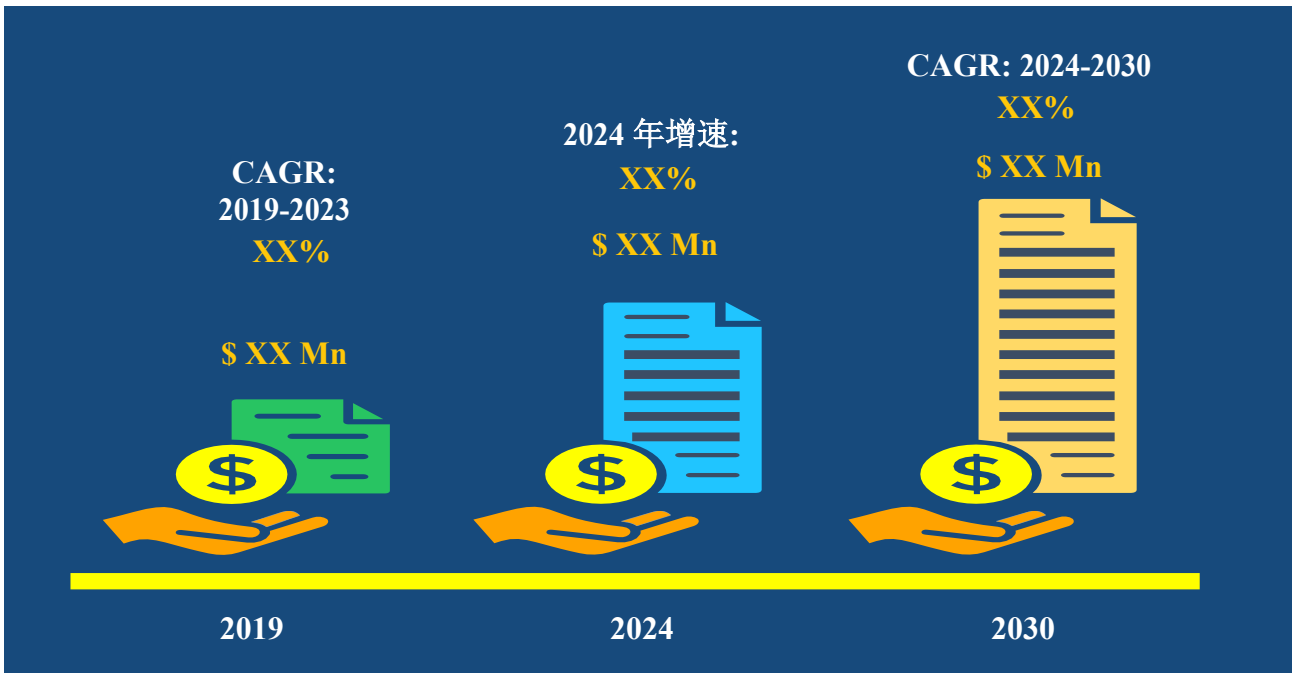 CAGR:
2019-2023
XX%
$ XX Mn
$
2019
2024 年增速:
XX%
$ XX Mn
$
2024
CAGR: 2024-2030
XX%
$ XX Mn
$
2030